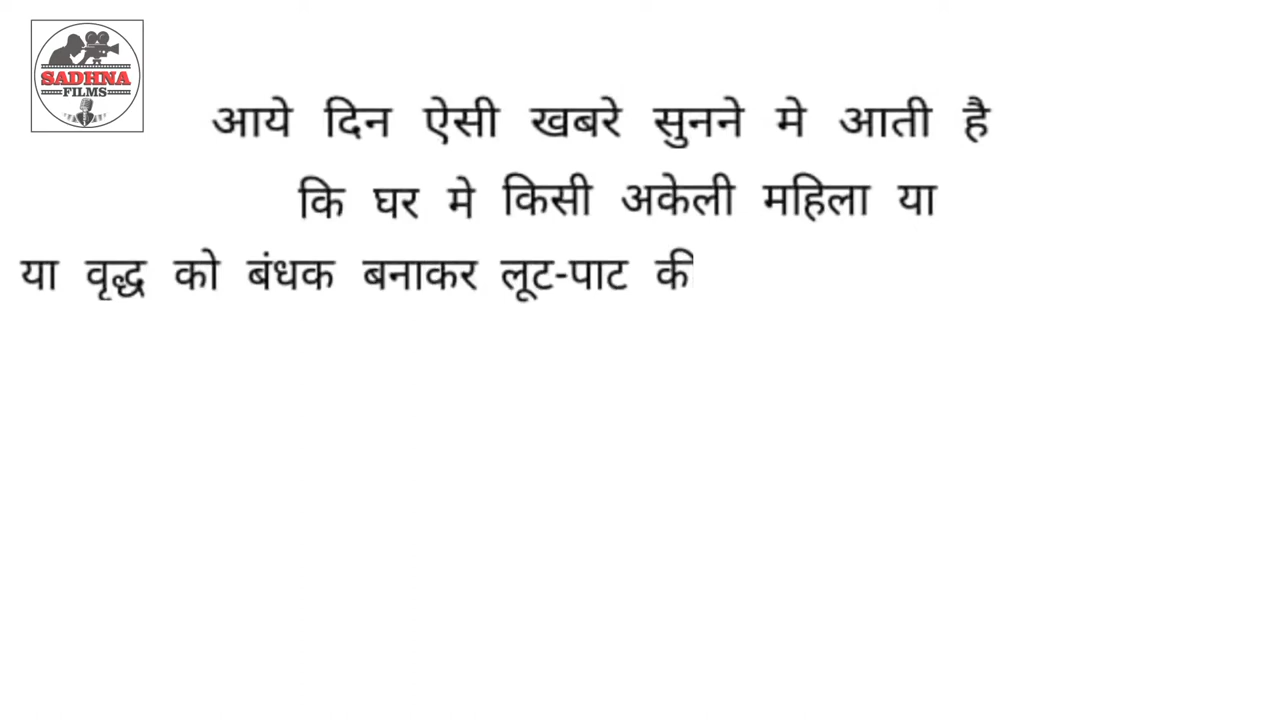 SADHNA
FILMS
आये दिन ऐसी खबरे सुनने मे आती है
कि घर मे किसी अकेली महिला या
या वृद्ध को बंधक बनाकर लूट-पाट की